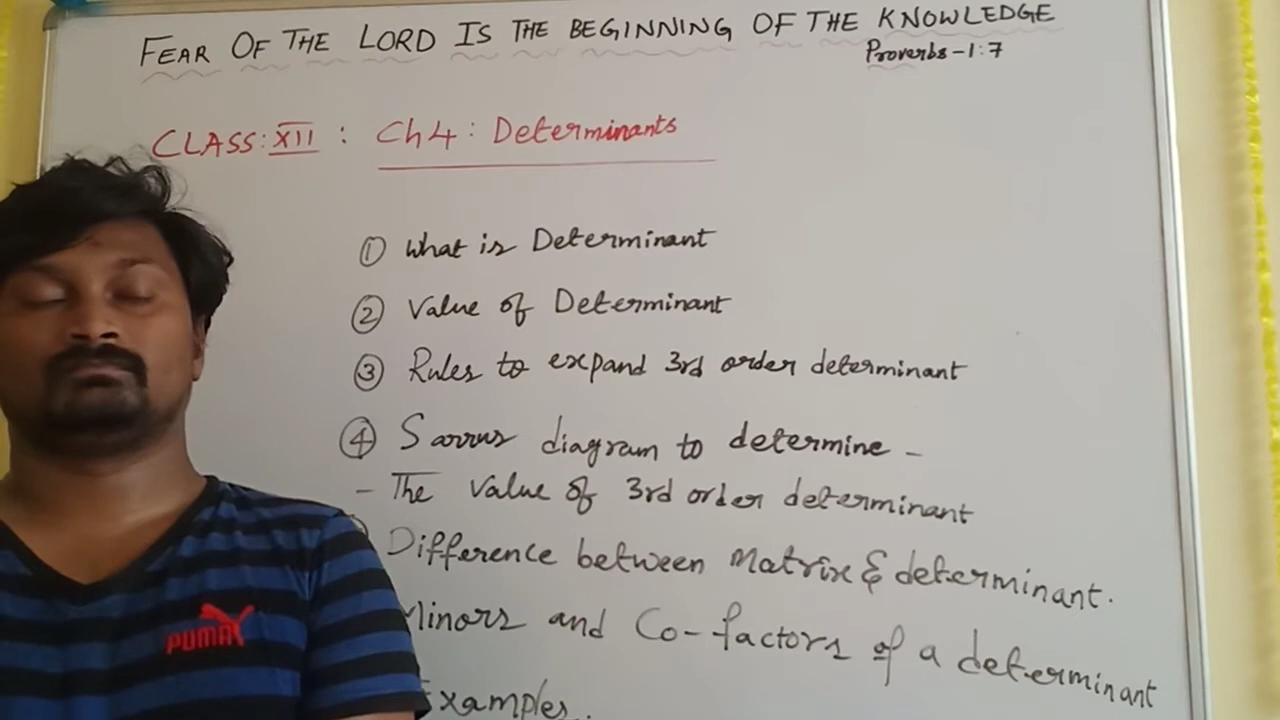 FEAR OF THE LORD IS THE BEGINNING OF THE KNOWLEDGE
Proverbs-1:7
CLASS: XII : Ch 4: Determinants
① What is Determinant
② Value of Determinant
③ Rules to expand 3rd order determinant
④ Sarrus diagram to determine -
- The value of 3rd order determinant
Difference between Matrix & determinant.
Minors and Co-factors of a determinant
Examples.
PUMA